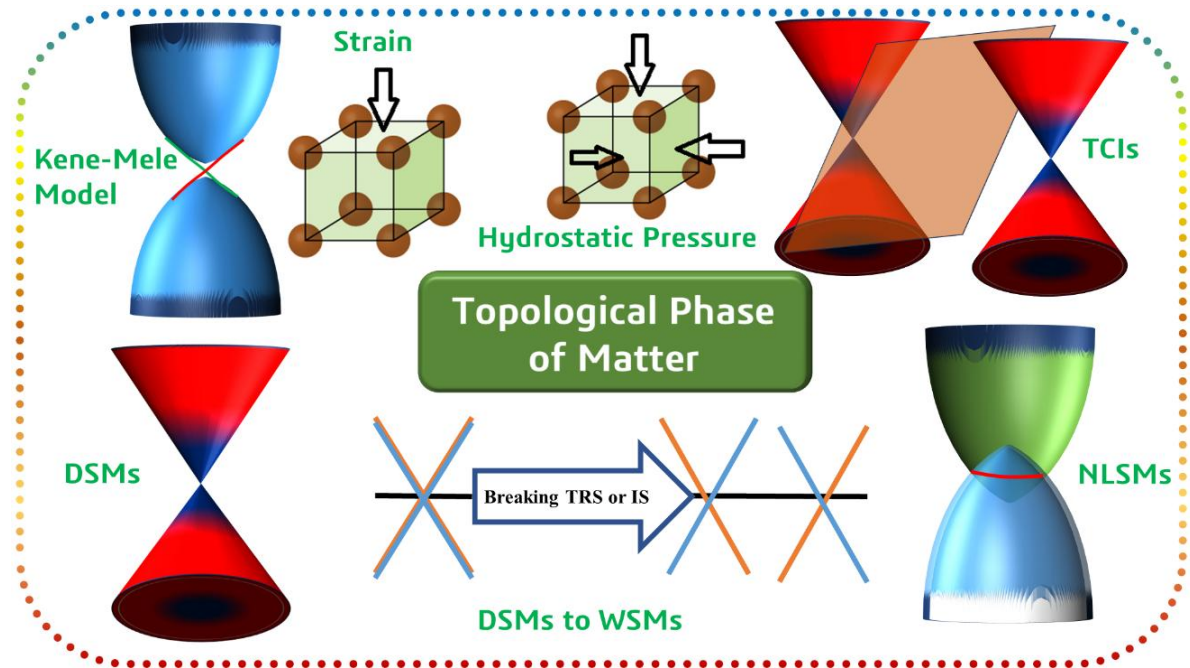 Strain
Kene-Mele
Model
Hydrostatic Pressure
TCIs
Topological Phase
of Matter
DSMs
Breaking TRS or IS
NLSMs
DSMs to WSMs